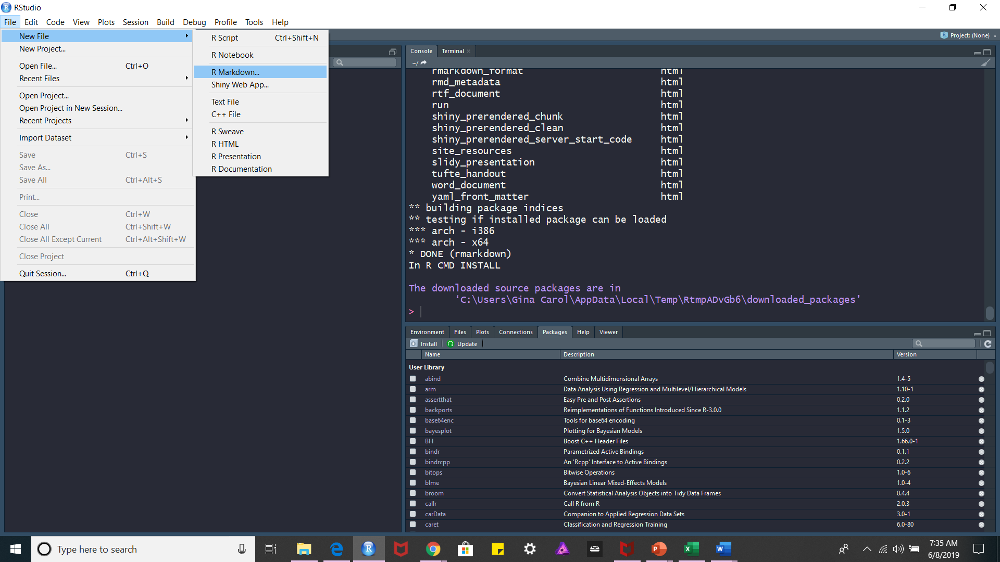 RStudio
File Edit Code View Plots Session Build Debug Profile Tools Help
New File
New Project...
Open File... Ctrl+O
Recent Files
Open Project...
Open Project in New Session...
Recent Projects
Import Dataset
Save Ctrl+S
Save As...
Save All Ctrl+Alt+S
Print...
Close Ctrl+W
Close All Ctrl+Shift+W
Close All Except Current Ctrl+Alt+Shift+W
Close Project
Quit Session... Ctrl+Q
R Script Ctrl+Shift+N
R Notebook
R Markdown...
Shiny Web App...
Text File
C++ File
R Sweave
R HTML
R Presentation
R Documentation
Project: (None)
Console Terminal
~/
rmarkdown_format html
rmd_metadata html
rtf_document html
run html
shiny_prerendered_chunk html
shiny_prerendered_clean html
shiny_prerendered_server_start_code html
site_resources html
slidy_presentation html
tufte_handout html
word_document html
yaml_front_matter html
** building package indices
** testing if installed package can be loaded
*** arch - i386
*** arch - x64
* DONE (rmarkdown)
In R CMD INSTALL
The downloaded source packages are in
‘C:\Users\Gina Carol\AppData\Local\Temp\RtmpADvGb6\downloaded_packages’
>
Environment Files Plots Connections Packages Help Viewer
Install Update
Name Description Version
User Library
abind Combine Multidimensional Arrays 1.4-5
arm Data Analysis Using Regression and Multilevel/Hierarchical Models 1.10-1
assertthat Easy Pre and Post Assertions 0.2.0
backports Reimplementations of Functions Introduced Since R-3.0.0 1.1.2
base64enc Tools for base64 encoding 0.1-3
bayesplot Plotting for Bayesian Models 1.5.0
BH Boost C++ Header Files 1.66.0-1
bindr Parametrized Active Bindings 0.1.1
bindrcpp An 'Rcpp' Interface to Active Bindings 0.2.2
bitops Bitwise Operations 1.0-6
blme Bayesian Linear Mixed-Effects Models 1.0-4
broom Convert Statistical Analysis Objects into Tidy Data Frames 0.4.4
callr Call R from R 2.0.3
carData Companion to Applied Regression Data Sets 3.0-1
caret Classification and Regression Training 6.0-80
Type here to search
7:35 AM
6/8/2019